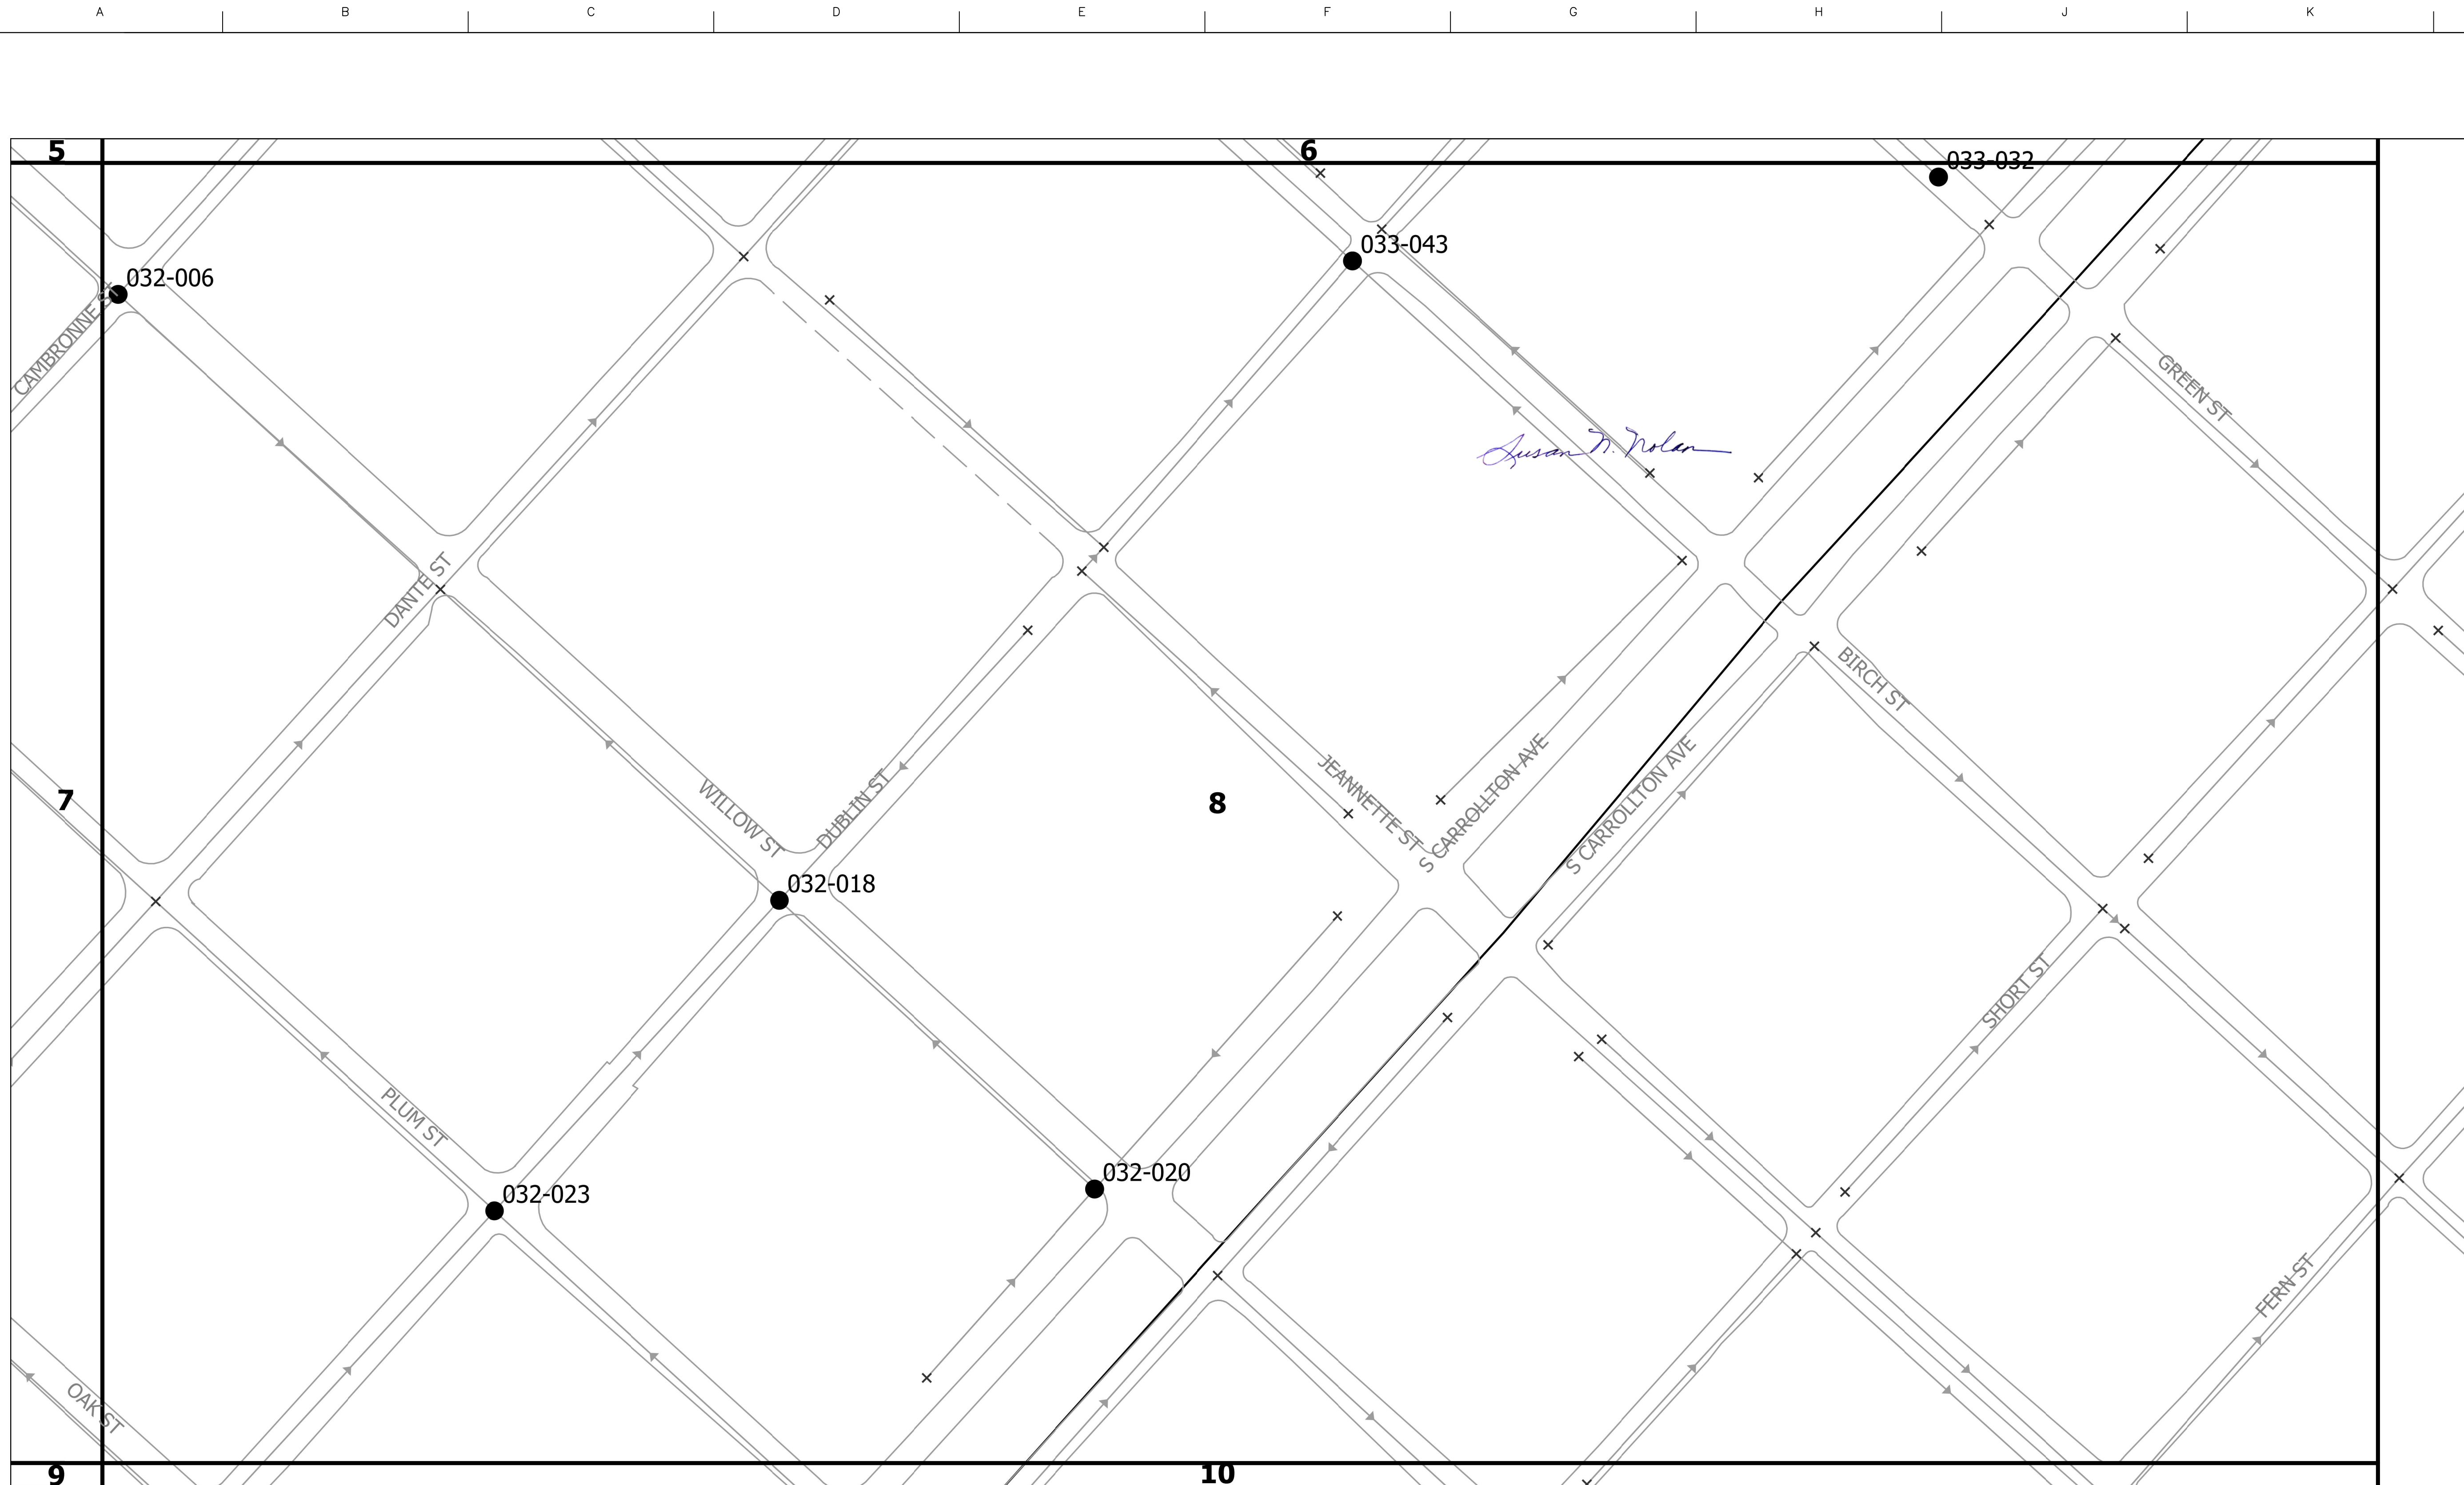 A B C D E F G H J K
5 6
033-032
033-043
032-006
CAMBRONNE ST
GREEN ST
Susan N. Nolan
DANTE ST
BIRCH ST
7 8
WILLOW ST
DUBLIN ST
JEANNETTE ST
S CARROLLTON AVE
S CARROLLTON AVE
032-018
SHORT ST
PLUM ST
032-020
032-023
FERN ST
OAK ST
9 10